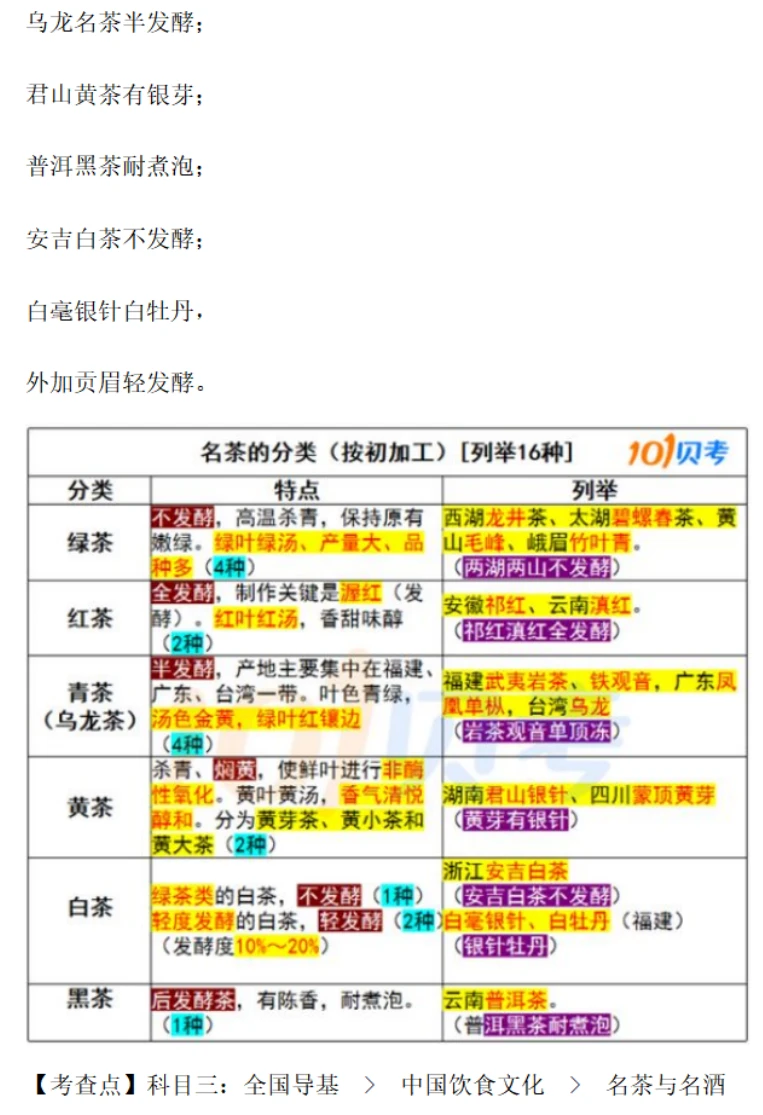 乌龙名茶半发酵；
君山黄茶有银芽；
普洱黑茶耐煮泡；
安吉白茶不发酵；
白毫银针白牡丹，
外加贡眉轻发酵。
名茶的分类（按初加工）[列举16种]
101贝考
分类 特点 列举
绿茶
不发酵，高温杀青，保持原有
嫩绿。绿叶绿汤、产量大、品
种多（4种）
西湖龙井茶、太湖碧螺春茶、黄
山毛峰、峨眉竹叶青。
（两湖两山不发酵）
红茶
全发酵，制作关键是渥红（发
酵）。红叶红汤，香甜味醇
（2种）
安徽祁红、云南滇红。
（祁红滇红全发酵）
青茶
（乌龙茶）
半发酵，产地主要集中在福建、
广东、台湾一带。叶色青绿，
汤色金黄，绿叶红镶边
（4种）
福建武夷岩茶、铁观音，广东凤
凰单枞，台湾乌龙
（岩茶观音单顶冻）
黄茶
杀青、焖黄，使鲜叶进行非酶
性氧化。黄叶黄汤，香气清悦
醇和。分为黄芽茶、黄小茶和
黄大茶（2种）
湖南君山银针、四川蒙顶黄芽
（黄芽有银针）
白茶
绿茶类的白茶，不发酵（1种）
轻度发酵的白茶，轻发酵（2种）
（发酵度10%～20%）
浙江安吉白茶
（安吉白茶不发酵）
白毫银针、白牡丹（福建）
（银针牡丹）
黑茶
后发酵茶，有陈香，耐煮泡。
（1种）
云南普洱茶。
（普洱黑茶耐煮泡）
【考查点】科目三：全国导基 > 中国饮食文化 > 名茶与名酒